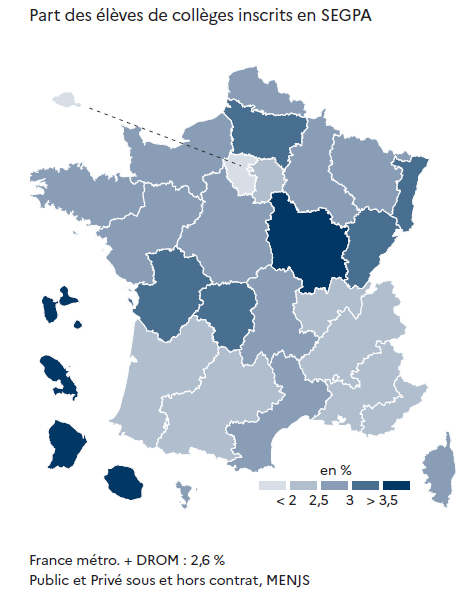 Part des élèves de collèges inscrits en SEGPA
en %
< 2 2,5 3 > 3,5
France métro. + DROM : 2,6 %
Public et Privé sous et hors contrat, MENJS